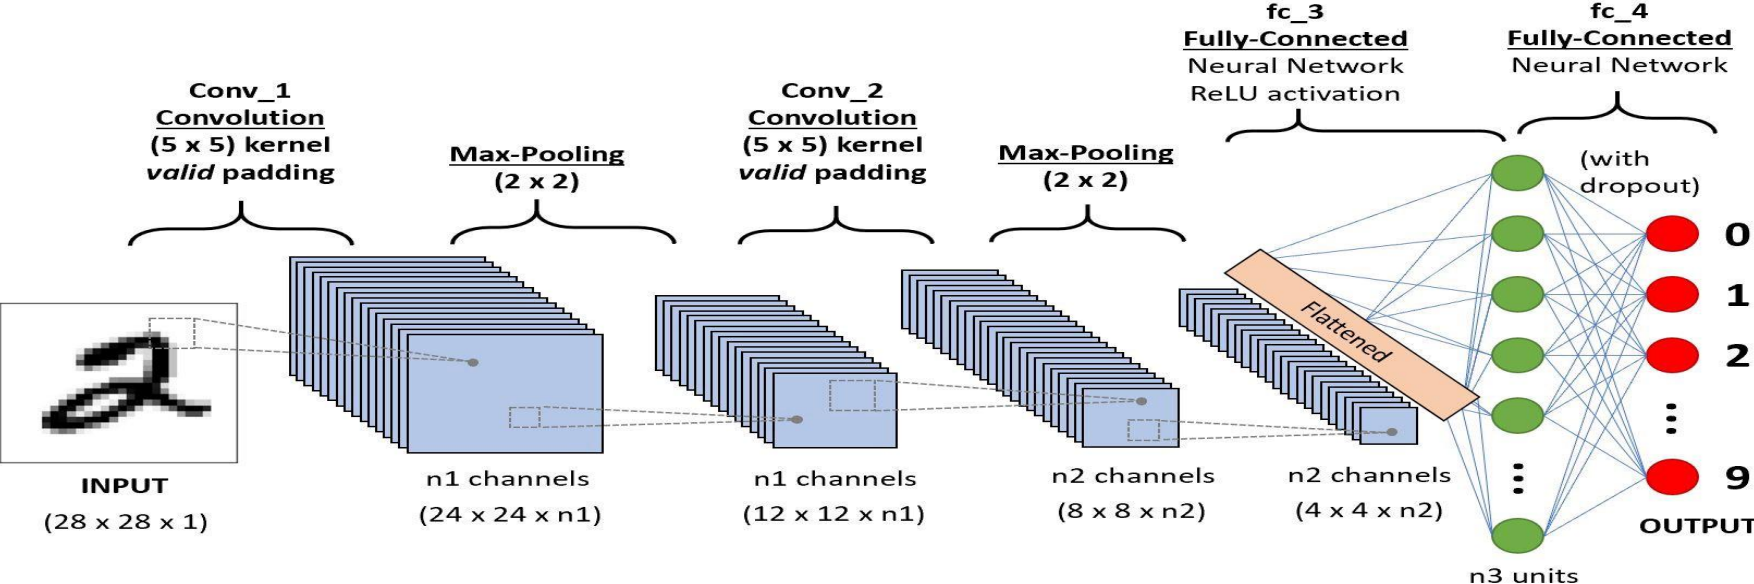 Conv_1
Convolution
(5 x 5) kernel
valid padding
Max-Pooling
(2 x 2)
Conv_2
Convolution
(5 x 5) kernel
valid padding
Max-Pooling
(2 x 2)
fc_3
Fully-Connected
Neural Network
ReLU activation
fc_4
Fully-Connected
Neural Network
(with
dropout)
Flattened
0
1
2
9
OUTPUT
INPUT
(28 x 28 x 1)
n1 channels
(24 x 24 x n1)
n1 channels
(12 x 12 x n1)
n2 channels
(8 x 8 x n2)
n2 channels
(4 x 4 x n2)
n3 units
2